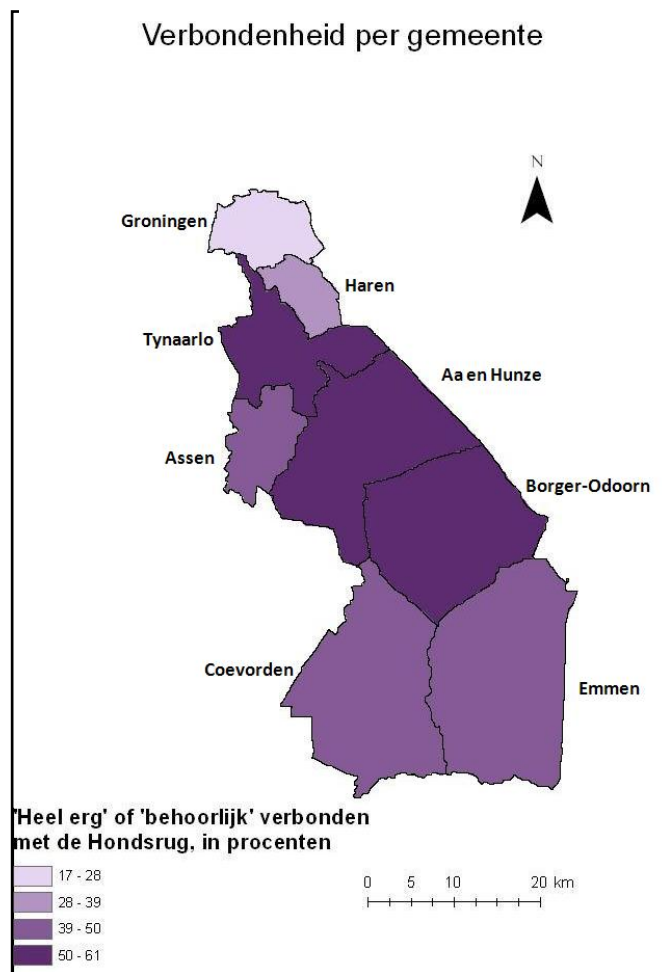 Verbondenheid per gemeente
N
Groningen
Haren
Tynaarlo
Aa en Hunze
Assen
Borger-Odoorn
Coevorden
Emmen
'Heel erg' of 'behoorlijk' verbonden
met de Hondsrug, in procenten
17 - 28
28 - 39
39 - 50
50 - 61
0 5 10 20 km